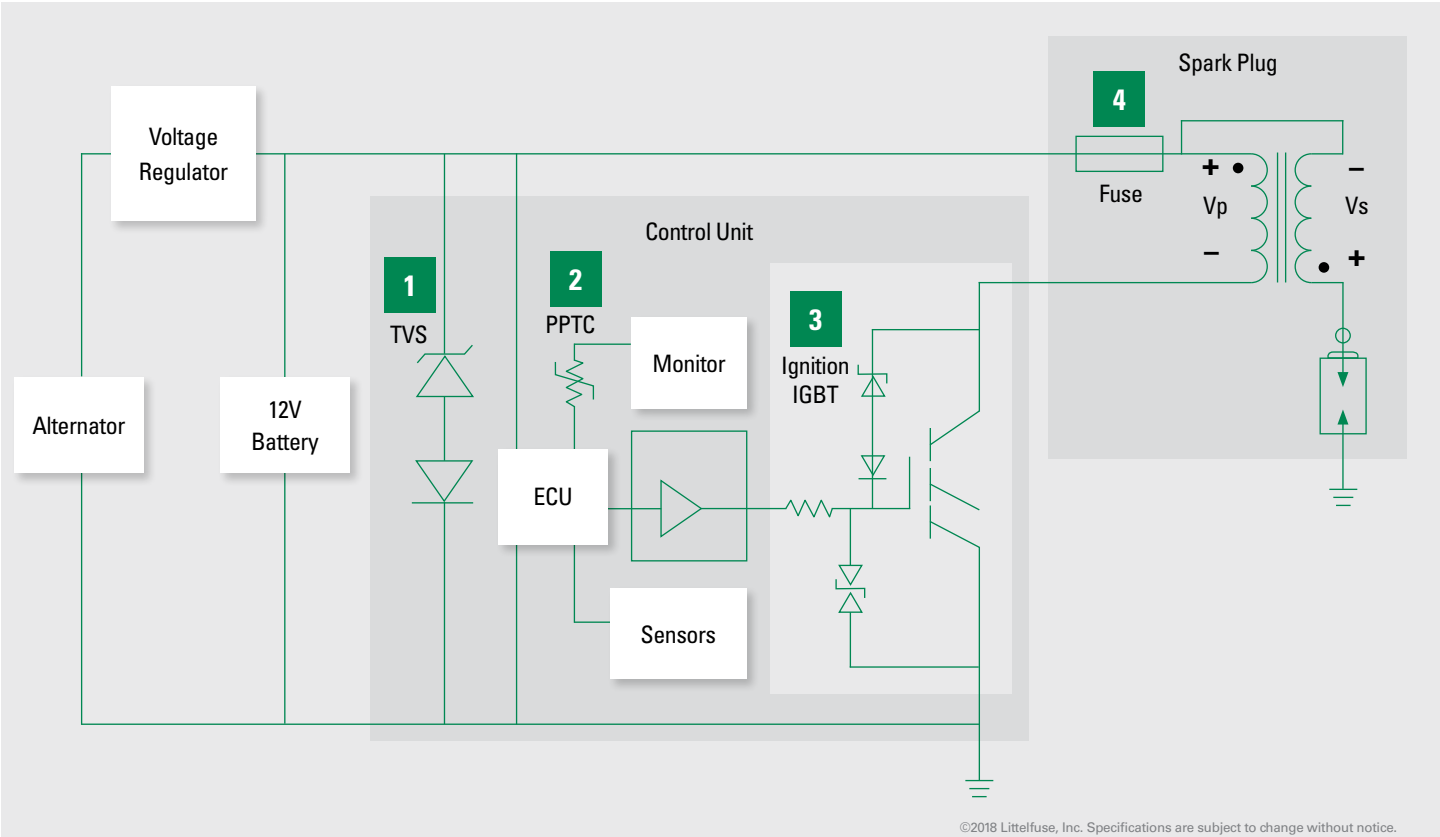 Spark Plug
4
Fuse
+
Vp
–
–
Vs
+
Voltage
Regulator
Control Unit
1
TVS
2
PPTC
Monitor
3
Ignition
IGBT
Alternator
12V
Battery
ECU
Sensors
©2018 Littelfuse, Inc. Specifications are subject to change without notice.